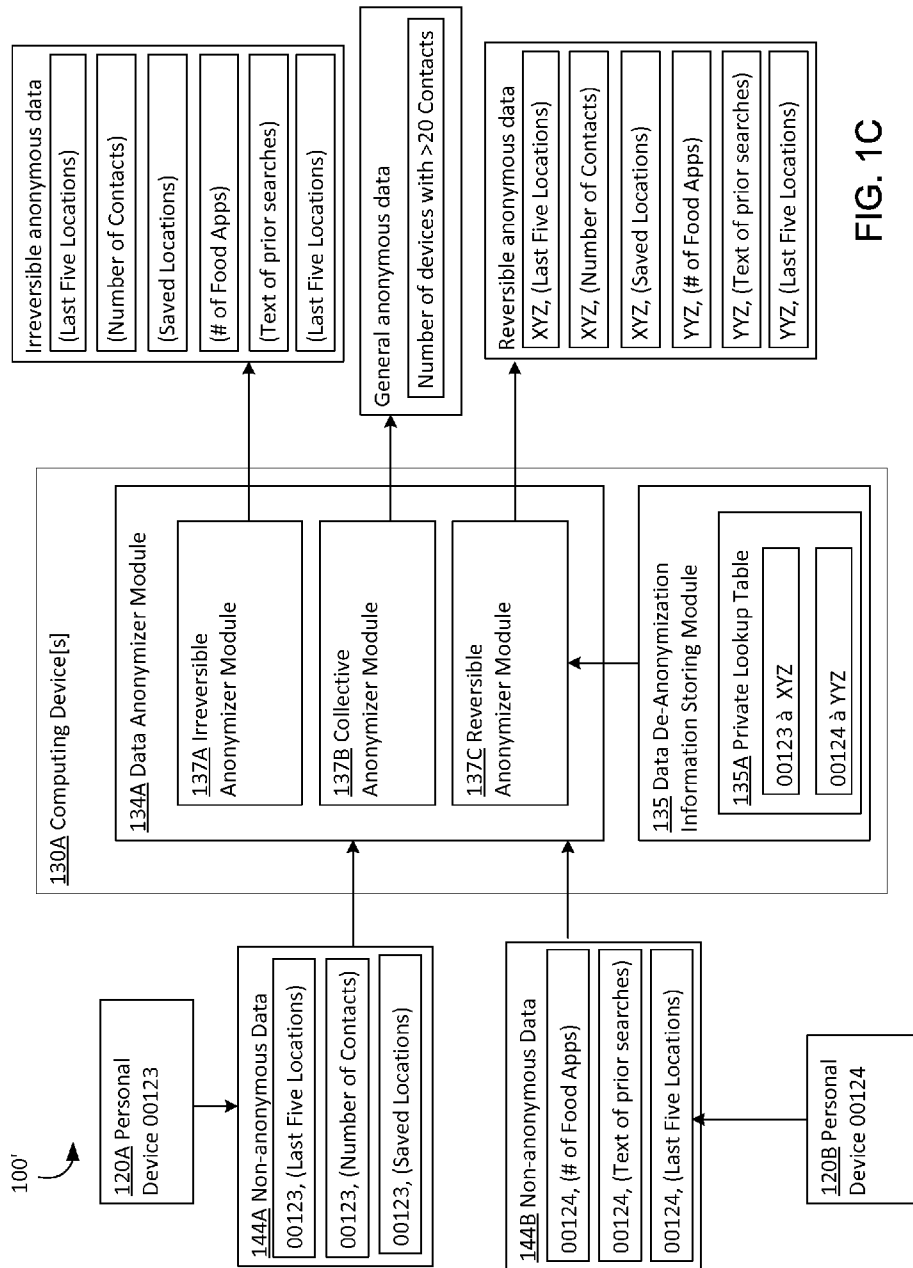 100'
120A Personal
Device 00123
144A Non-anonymous Data
00123, (Last Five Locations)
00123, (Number of Contacts)
00123, (Saved Locations)
144B Non-anonymous Data
00124, (# of Food Apps)
00124, (Text of prior searches)
00124, (Last Five Locations)
120B Personal
Device 00124
130A Computing Device[s]
134A Data Anonymizer Module
137A Irreversible
Anonymizer Module
137B Collective
Anonymizer Module
137C Reversible
Anonymizer Module
135 Data De-Anonymization
Information Storing Module
135A Private Lookup Table
00123 à XYZ
00124 à YYZ
Irreversible anonymous data
(Last Five Locations)
(Number of Contacts)
(Saved Locations)
(# of Food Apps)
(Text of prior searches)
(Last Five Locations)
General anonymous data
Number of devices with >20 Contacts
Reversible anonymous data
XYZ, (Last Five Locations)
XYZ, (Number of Contacts)
XYZ, (Saved Locations)
YYZ, (# of Food Apps)
YYZ, (Text of prior searches)
YYZ, (Last Five Locations)
FIG. 1C